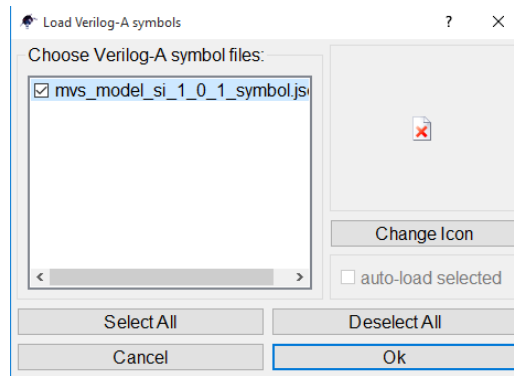 Load Verilog-A symbols
Choose Verilog-A symbol files:
mvs_model_si_1_0_1_symbol.js
Change Icon
auto-load selected
Select All
Deselect All
Cancel
Ok